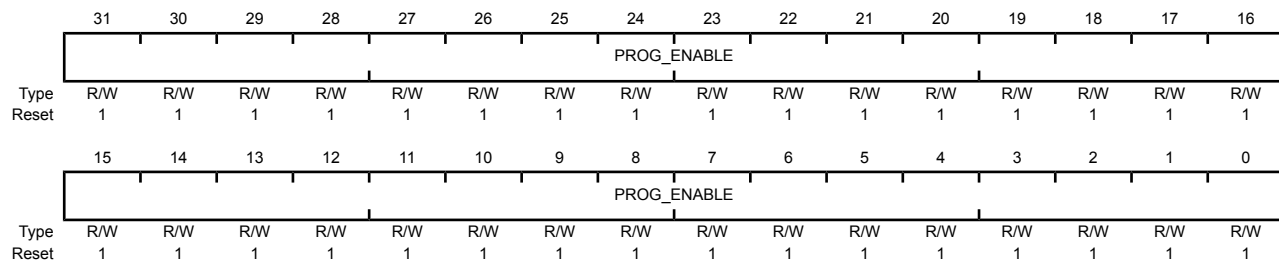 31 30 29 28 27 26 25 24 23 22 21 20 19 18 17 16
PROG_ENABLE
Type R/W R/W R/W R/W R/W R/W R/W R/W R/W R/W R/W R/W R/W R/W R/W R/W
Reset 1 1 1 1 1 1 1 1 1 1 1 1 1 1 1 1
15 14 13 12 11 10 9 8 7 6 5 4 3 2 1 0
PROG_ENABLE
Type R/W R/W R/W R/W R/W R/W R/W R/W R/W R/W R/W R/W R/W R/W R/W R/W
Reset 1 1 1 1 1 1 1 1 1 1 1 1 1 1 1 1